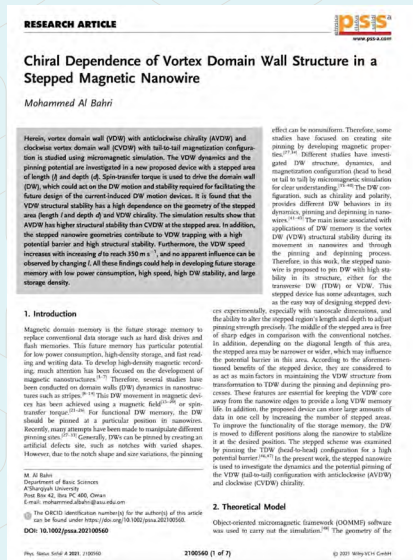 RESEARCH ARTICLE
pss a
www.pss-a.com
Chiral Dependence of Vortex Domain Wall Structure in a
Stepped Magnetic Nanowire
Mohammed Al Bahri
Herein, vortex domain wall (VDW) with anticlockwise chirality (AVDW) and
clockwise vortex domain wall (CVDW) with tail-to-tail magnetization configura-
tion is studied using micromagnetic simulation. The VDW dynamics and the
pinning potential are investigated in a new proposed device with a stepped area
of length (l) and depth (d). Spin-transfer torque is used to drive the domain wall
(DW), which could act on the DW motion and stability required for facilitating the
future design of the current-induced DW motion devices. It is found that the
VDW structural stability has a high dependence on the geometry of the stepped
area (length l and depth d) and VDW chirality. The simulation results show that
AVDW has higher structural stability than CVDW at the stepped area. In addition,
the stepped nanowire geometries contribute to VDW trapping with a high
potential barrier and high structural stability. Furthermore, the VDW speed
increases with increasing d to reach 350 m s⁻¹, and no apparent influence can be
observed by changing l. All these findings could help in developing future storage
memory with low power consumption, high speed, high DW stability, and large
storage density.
1. Introduction
Magnetic domain memory is the future storage memory to
replace conventional data storage such as hard disk drives and
flash memories. This future memory has particular potential
for low power consumption, high-storage density, and fast read-
ing and writing data. To develop high-density magnetic record-
ing, much attention has been focused on the development of
magnetic nanostructures.[4–7] Therefore, several studies have
been conducted on domain walls (DW) dynamics in nanostruc-
tures such as stripes. This DW movement in magnetic devi-
ces has been achieved using a magnetic field or spin-
transfer torque. For functional DW memory, the DW
should be pinned at a particular position in nanowires.
Recently, many attempts have been made to manipulate different
pinning sites. Generally, DWs can be pinned by creating an
artificial defects site, such as notches with varied shapes.
However, due to the notch shape and size variations, the pinning
effect can be nonuniform. Therefore, some
studies have focused on creating site
pinning by developing magnetic proper-
ties. Different studies have investi-
gated DW structure, dynamics, and
magnetization configuration (head to head
or tail to tail) by micromagnetic simulation
for clear understanding. The DW con-
figuration, such as chirality and polarity,
provides different DW behaviors in its
dynamics, pinning and depinning in nano-
wires. The main issue associated with
applications of DW memory is the vortex
DW (VDW) structural stability during its
movement in nanowires and through
the pinning and depinning process.
Therefore, in this work, the stepped nano-
wire is proposed to pin DW with high sta-
bility in its structure, either for the
transverse DW (TDW) or VDW. This
stepped device has some advantages, such
as the easy way of designing stepped devi-
ces experimentally, especially with nanoscale dimensions, and
the ability to alter the stepped region's length and depth to adjust
pinning strength precisely. The middle of the stepped area is free
of sharp edges in comparison with the conventional notches.
In addition, depending on the diagonal length of this area,
the stepped area may be narrower or wider, which may influence
the potential barrier in this area. According to the aforemen-
tioned benefits of the stepped device, they are considered to
act as main factors in maintaining the VDW structure from
transformation to TDW during the pinning and depinning pro-
cesses. These features are essential for keeping the VDW core
away from the nanowire edges to provide a long VDW memory
life. In addition, the proposed device can store large amounts of
data in one cell by increasing the number of stepped areas.
To improve the functionality of the storage memory, the DW
is moved to different positions along the nanowire to stabilize
it at the desired position. The stepped scheme was examined
by pinning the TDW (head-to-head) configuration for a high
potential barrier. In the present work, the stepped nanowire
is used to investigate the dynamics and the potential pinning of
the VDW (tail-to-tail) configuration with anticlockwise (AVDW)
and clockwise (CVDW) chirality.
2. Theoretical Model
Object-oriented micromagnetic framework (OOMMF) software
was used to carry out the simulation. The geometry of the
M. Al Bahri
Department of Basic Sciences
A'Sharqiyah University
Post Box 42, Ibra PC 400, Oman
E-mail: mohammed.albahri@asu.edu.om
The ORCID identification number(s) for the author(s) of this article
can be found under https://doi.org/10.1002/pssa.202100560.
DOI: 10.1002/pssa.202100560
Phys. Status Solidi A 2021, 2100560
2100560 (1 of 7)
© 2021 Wiley-VCH GmbH